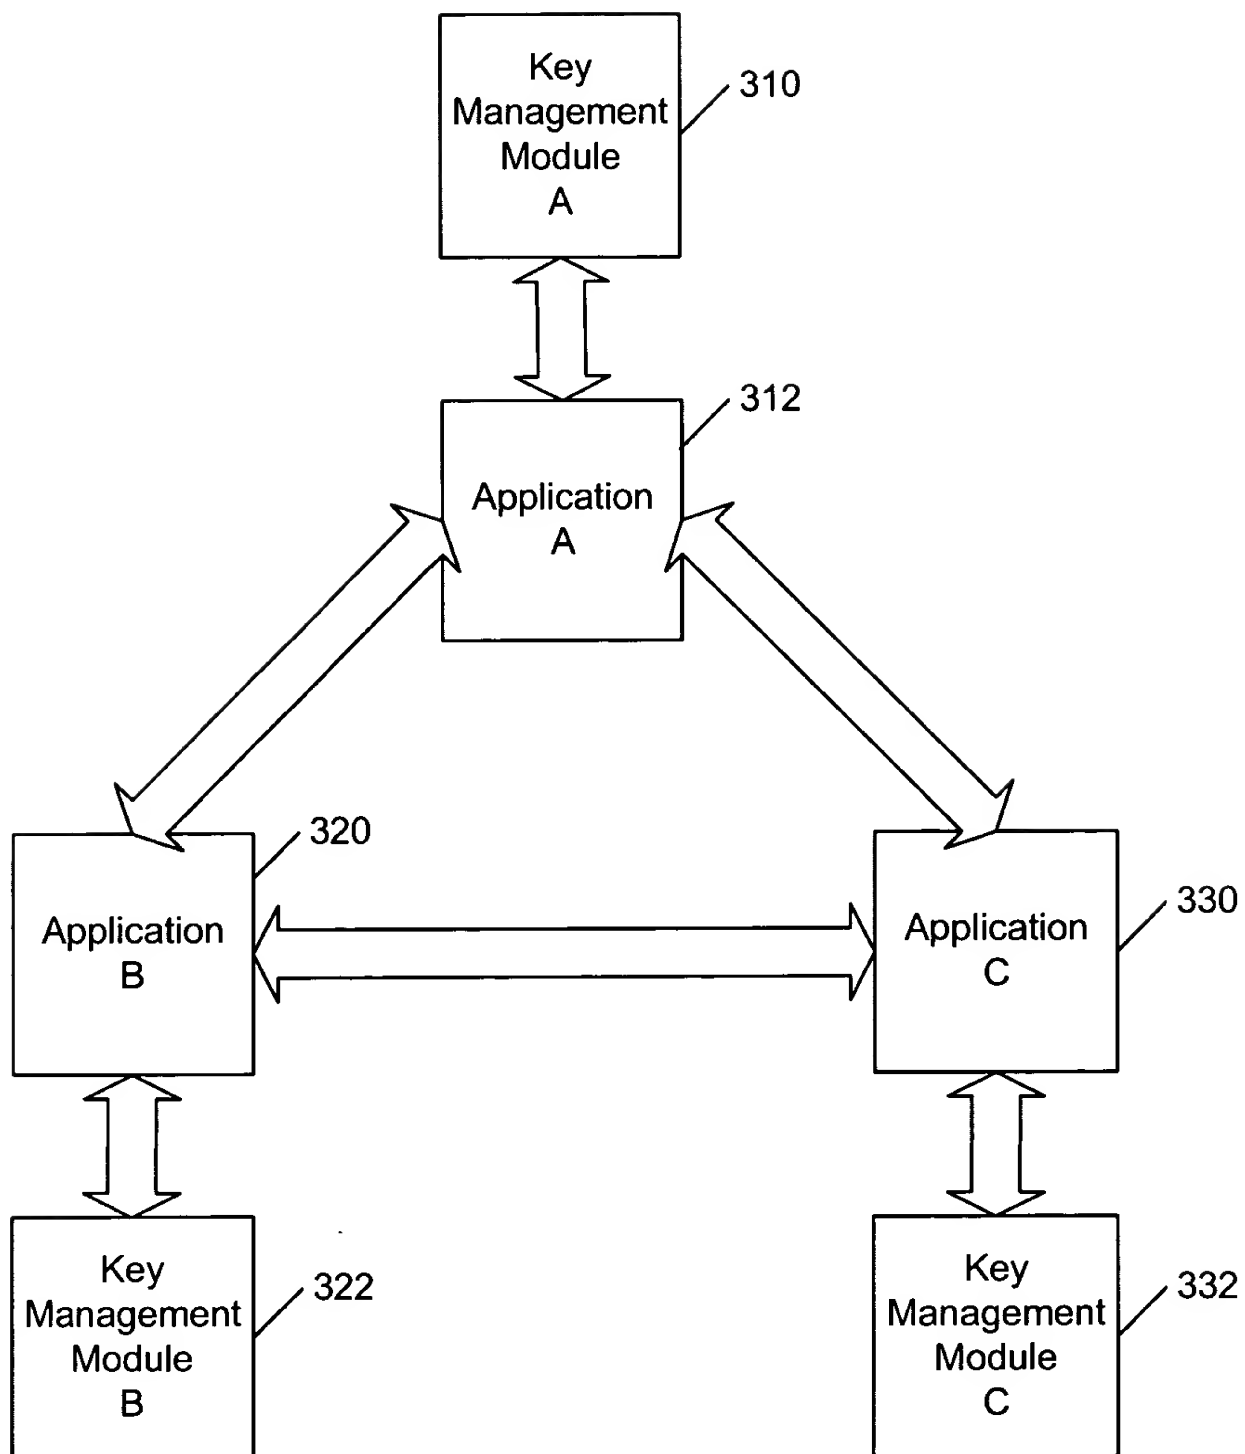 Key
Management
Module
A
310
312
Application
A
320
Application
B
330
Application
C
Key
Management
Module
B
322
Key
Management
Module
C
332